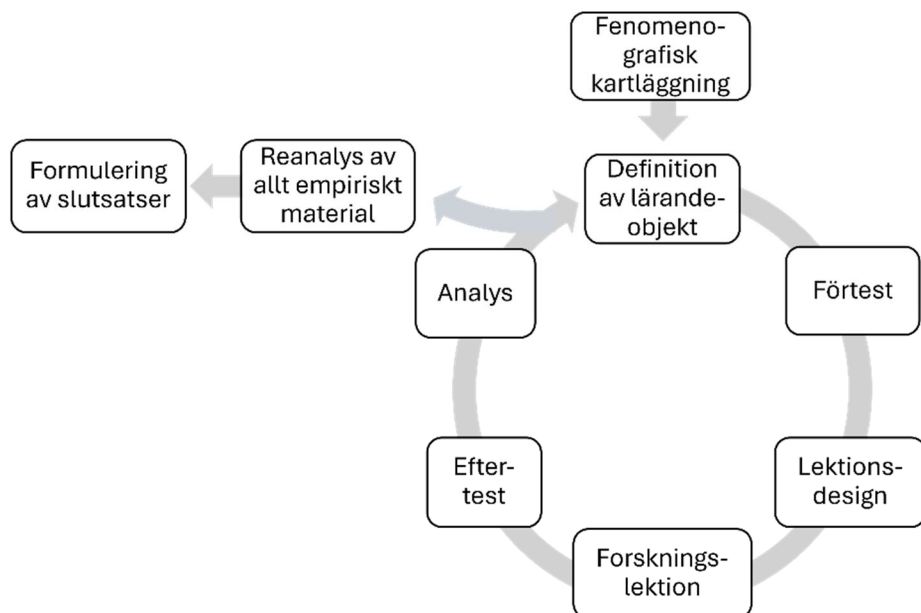 Fenomeno-
grafisk
kartläggning
Formulering
av slutsatser
Reanalys av
allt empiriskt
material
Definition
av lärande-
objekt
Analys
Förtest
Efter-
test
Lektions-
design
Forsknings-
lektion